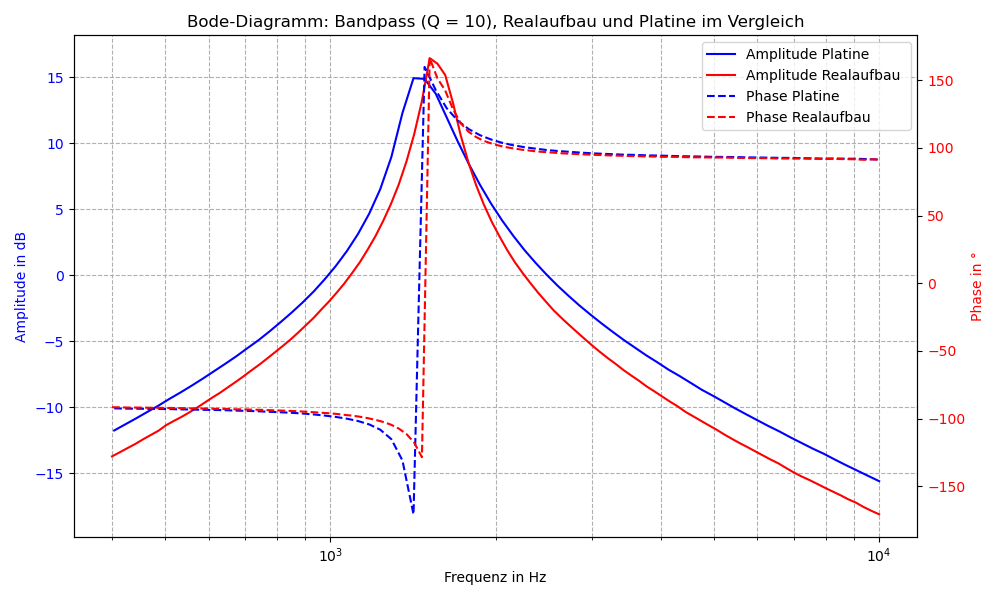 Bode-Diagramm: Bandpass (Q = 10), Realaufbau und Platine im Vergleich
Amplitude Platine
Amplitude Realaufbau
Phase Platine
Phase Realaufbau
Amplitude in dB
15
10
5
0
−5
−10
−15
150
100
50
0
−50
−100
−150
Phase in °
10³
10⁴
Frequenz in Hz